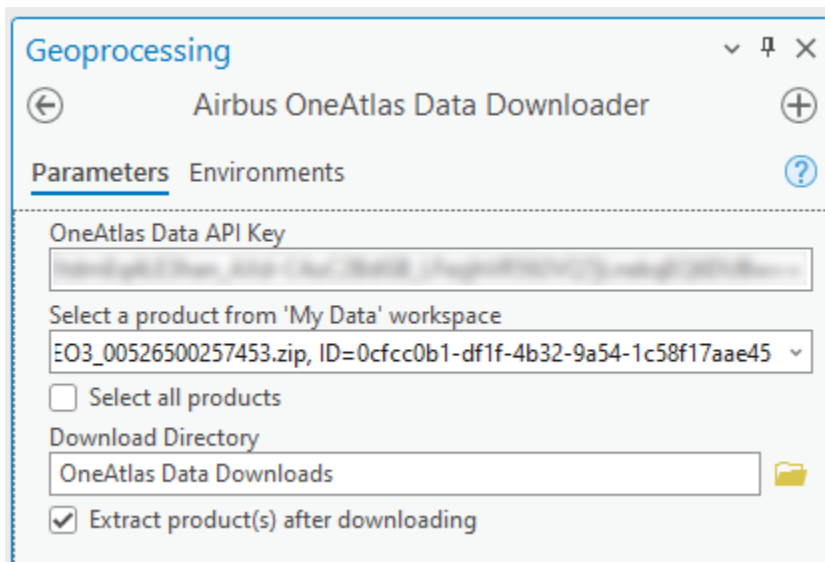 Geoprocessing
Airbus OneAtlas Data Downloader
Parameters Environments
OneAtlas Data API Key
Select a product from 'My Data' workspace
EO3_00526500257453.zip, ID=0cfcc0b1-df1f-4b32-9a54-1c58f17aae45
Select all products
Download Directory
OneAtlas Data Downloads
Extract product(s) after downloading